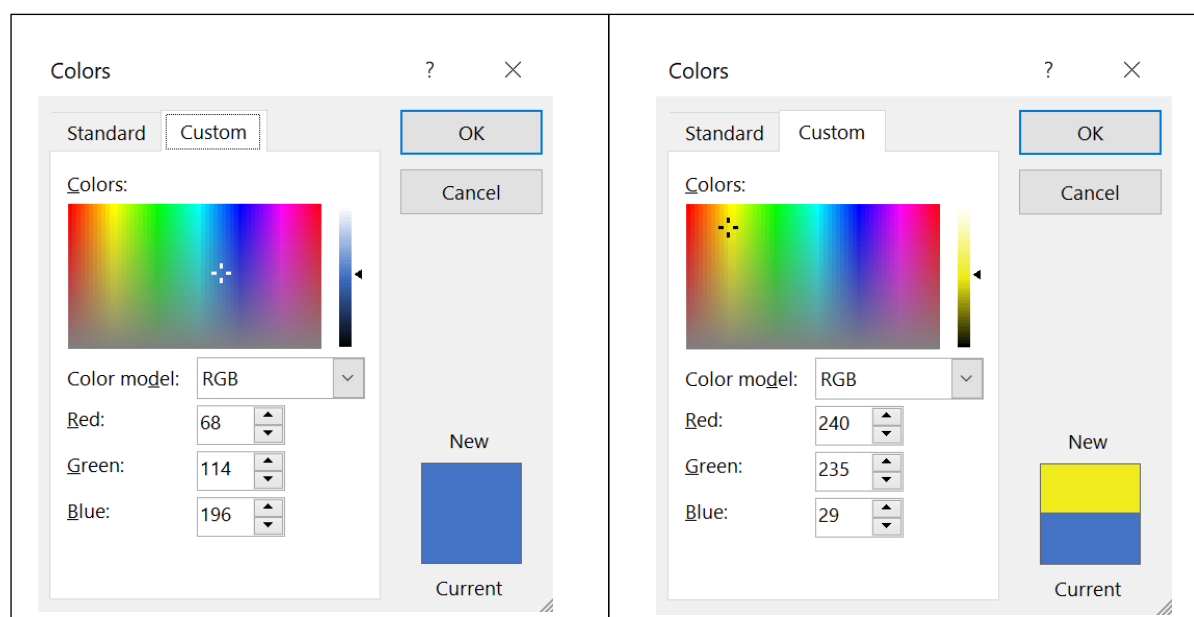 Colors ? ×
Standard Custom OK
Colors: Cancel
Color model: RGB
Red: 68
Green: 114
Blue: 196
New
Current
Colors ? ×
Standard Custom OK
Colors: Cancel
Color model: RGB
Red: 240
Green: 235
Blue: 29
New
Current